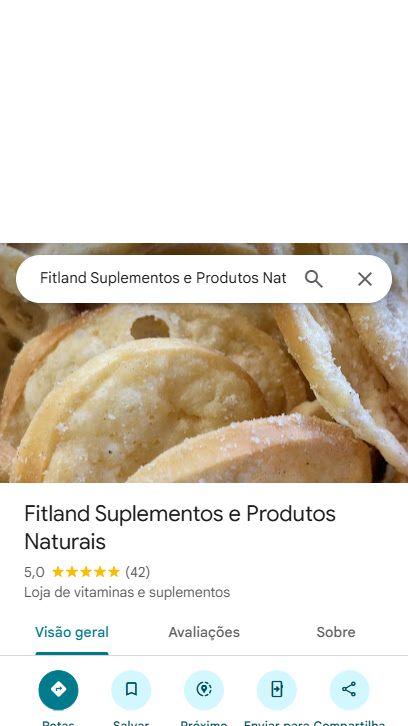 Fitland Suplementos e Produtos Nat
Fitland Suplementos e Produtos
Naturais
5,0 (42)
Loja de vitaminas e suplementos
Visão geral Avaliações Sobre
Rotas Salvar Próximo Enviar para Compartilha